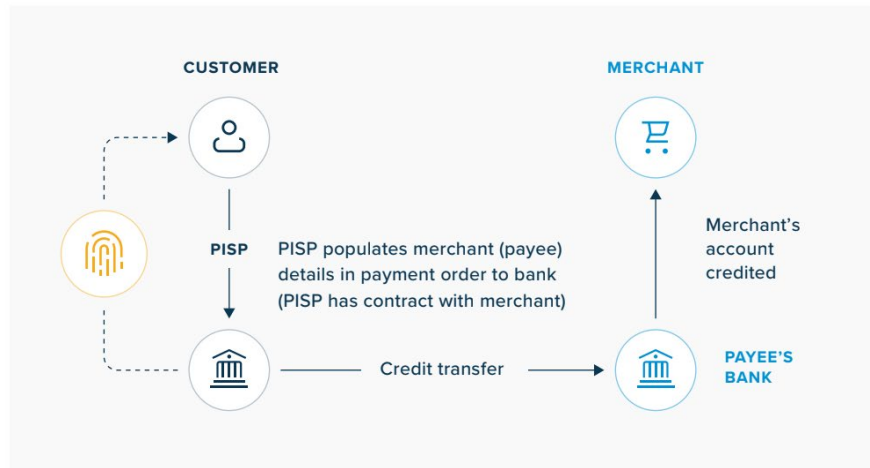 CUSTOMER
MERCHANT
PISP
PISP populates merchant (payee)
details in payment order to bank
(PISP has contract with merchant)
Merchant’s
account
credited
Credit transfer
PAYEE’S
BANK